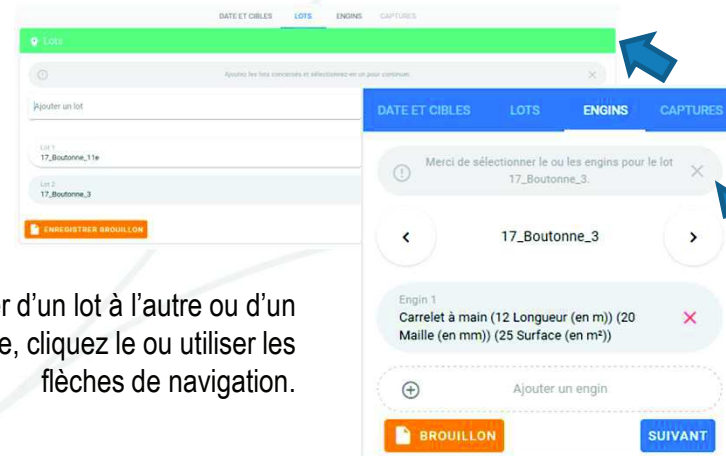 DATE ET CIBLES LOTS ENGINS CAPTURES
Lots
Ajoutez les lots concernés et sélectionnez-en un pour continuer.
Ajouter un lot
Lot 1
17_Boutonne_11e
Lot 2
17_Boutonne_3
ENREGISTRER BROUILLON
DATE ET CIBLES LOTS ENGINS CAPTURES
Merci de sélectionner le ou les engins pour le lot
17_Boutonne_3.
17_Boutonne_3
Engin 1
Carrelet à main (12 Longueur (en m)) (20
Maille (en mm)) (25 Surface (en m²))
Ajouter un engin
BROUILLON SUIVANT
r d’un lot à l’autre ou d’un
e, cliquez le ou utiliser les
flèches de navigation.